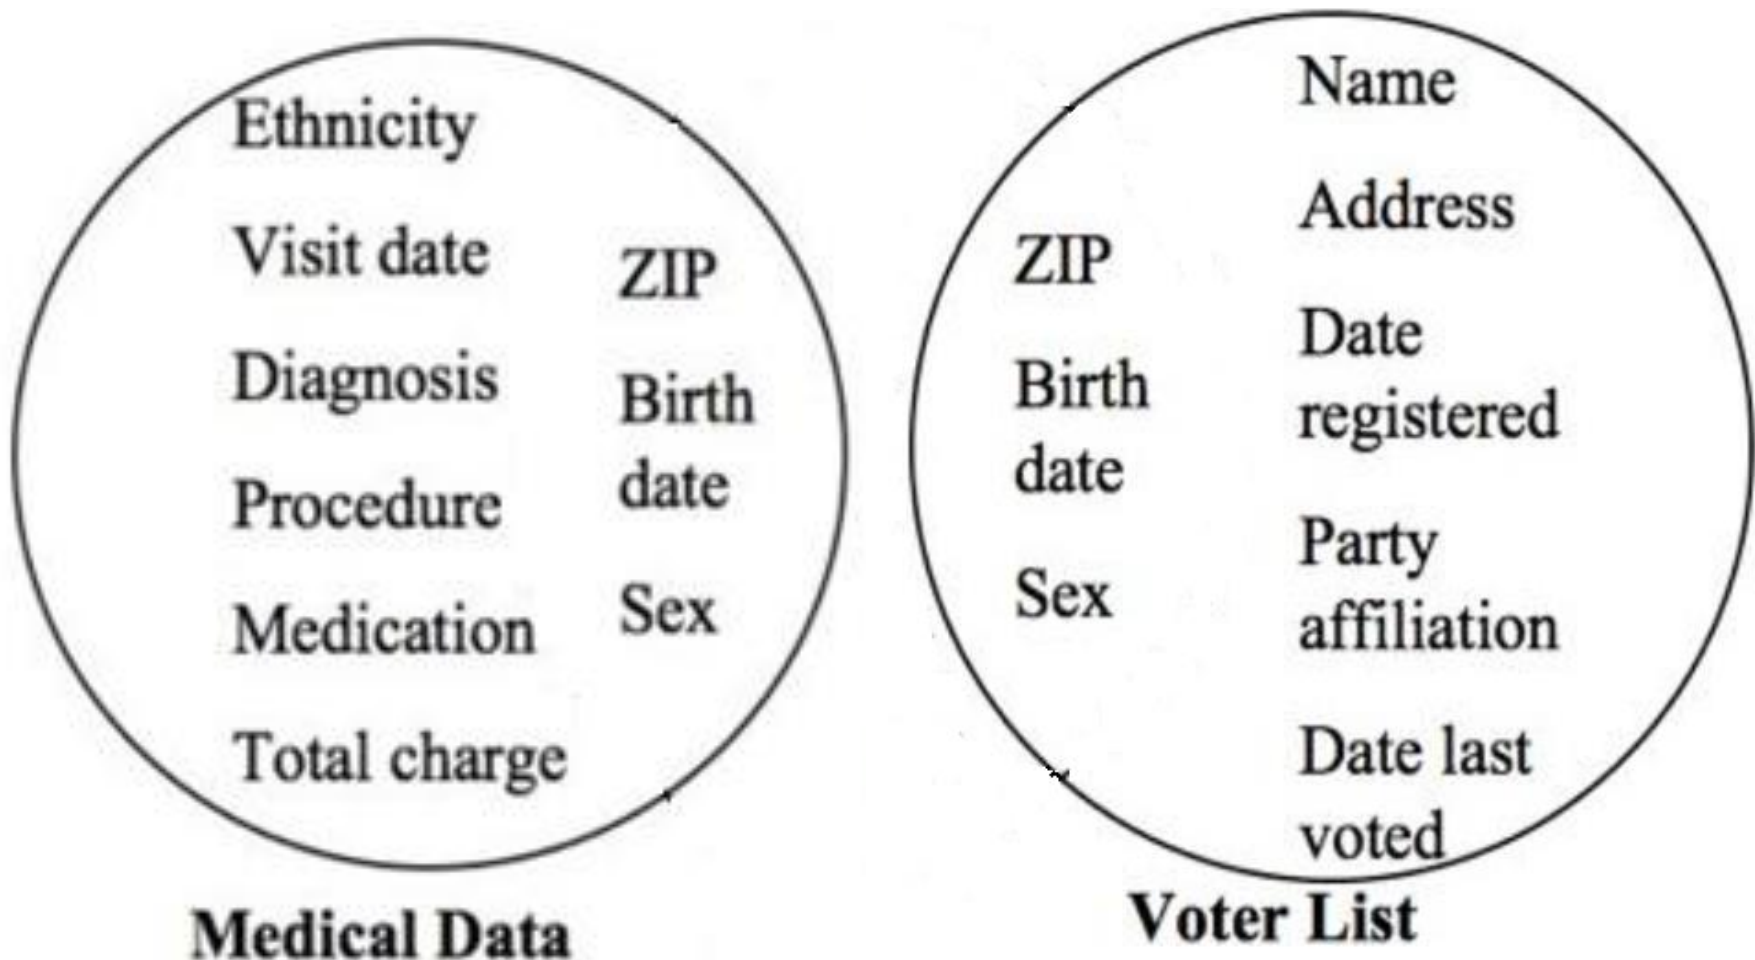 Ethnicity
Visit date
Diagnosis
Procedure
Medication
Total charge
ZIP
Birth
date
Sex
Medical Data
ZIP
Birth
date
Sex
Name
Address
Date
registered
Party
affiliation
Date last
voted
Voter List